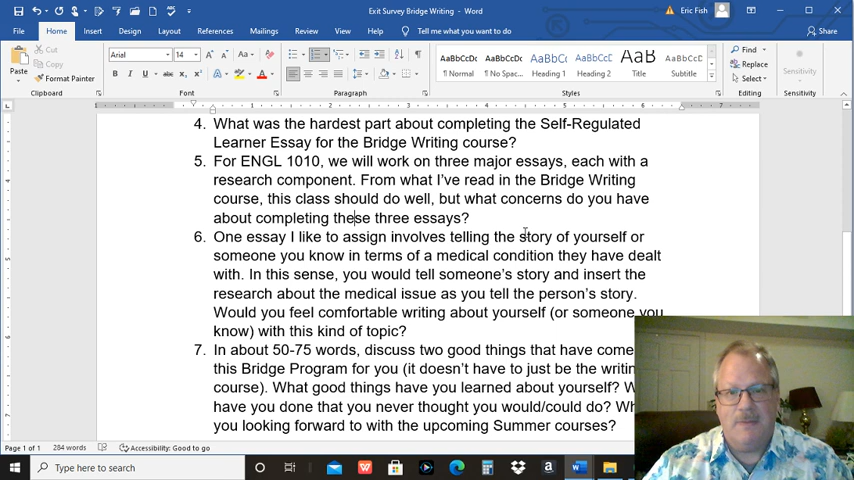 Exit Survey Bridge Writing - Word
Eric Fish
File Home Insert Design Layout References Mailings Review View Help Tell me what you want to do Share
Paste
Cut
Copy
Format Painter
Arial 14
AaBbCcDc AaBbCcDc AaBbCc AaBbCcC AaB AaBbCcC
¶ Normal ¶ No Spac... Heading 1 Heading 2 Title Subtitle
Find
Replace
Select
Sensitivity
Clipboard Font Paragraph Styles Editing Sensitivity
4. What was the hardest part about completing the Self-Regulated
Learner Essay for the Bridge Writing course?
5. For ENGL 1010, we will work on three major essays, each with a
research component. From what I've read in the Bridge Writing
course, this class should do well, but what concerns do you have
about completing these three essays?
6. One essay I like to assign involves telling the story of yourself or
someone you know in terms of a medical condition they have dealt
with. In this sense, you would tell someone's story and insert the
research about the medical issue as you tell the person's story.
Would you feel comfortable writing about yourself (or someone you
know) with this kind of topic?
7. In about 50-75 words, discuss two good things that have come
this Bridge Program for you (it doesn't have to just be the writin
course). What good things have you learned about yourself? W
have you done that you never thought you would/could do? Wh
you looking forward to with the upcoming Summer courses?
Page 1 of 1 284 words Accessibility: Good to go
Type here to search